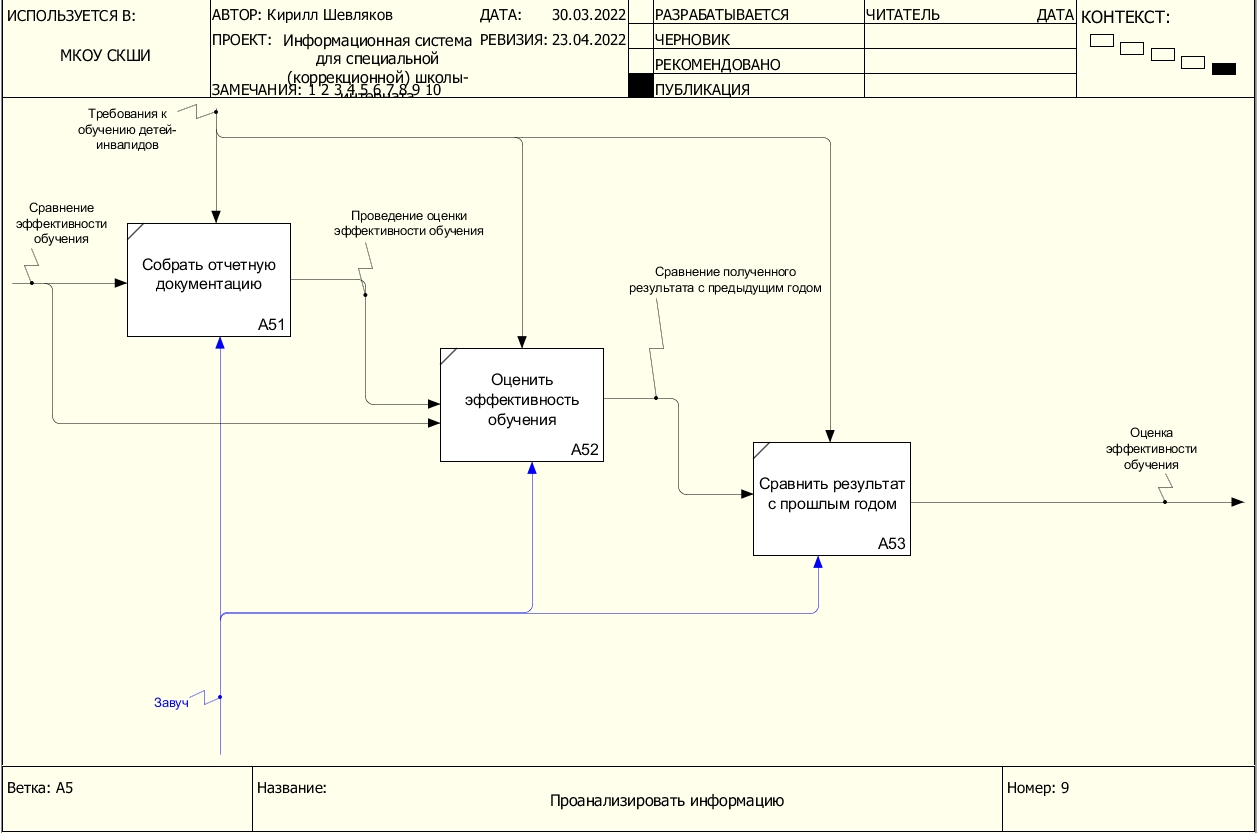 ИСПОЛЬЗУЕТСЯ В:
МКОУ СКШИ
АВТОР: Кирилл Шевляков
ДАТА: 30.03.2022
ПРОЕКТ: Информационная система
для специальной
(коррекционной) школы-
интерната
РЕВИЗИЯ: 23.04.2022
ЗАМЕЧАНИЯ: 1 2 3 4 5 6 7 8 9 10
РАЗРАБАТЫВАЕТСЯ
ЧЕРНОВИК
РЕКОМЕНДОВАНО
ПУБЛИКАЦИЯ
ЧИТАТЕЛЬ ДАТА
КОНТЕКСТ:
Требования к
обучению детей-
инвалидов
Сравнение
эффективности
обучения
Собрать отчетную
документацию
A51
Проведение оценки
эффективности обучения
Сравнение полученного
результата с предыдущим годом
Оценить
эффективность
обучения
A52
Сравнить результат
с прошлым годом
A53
Оценка
эффективности
обучения
Завуч
Ветка: A5
Название:
Проанализировать информацию
Номер: 9